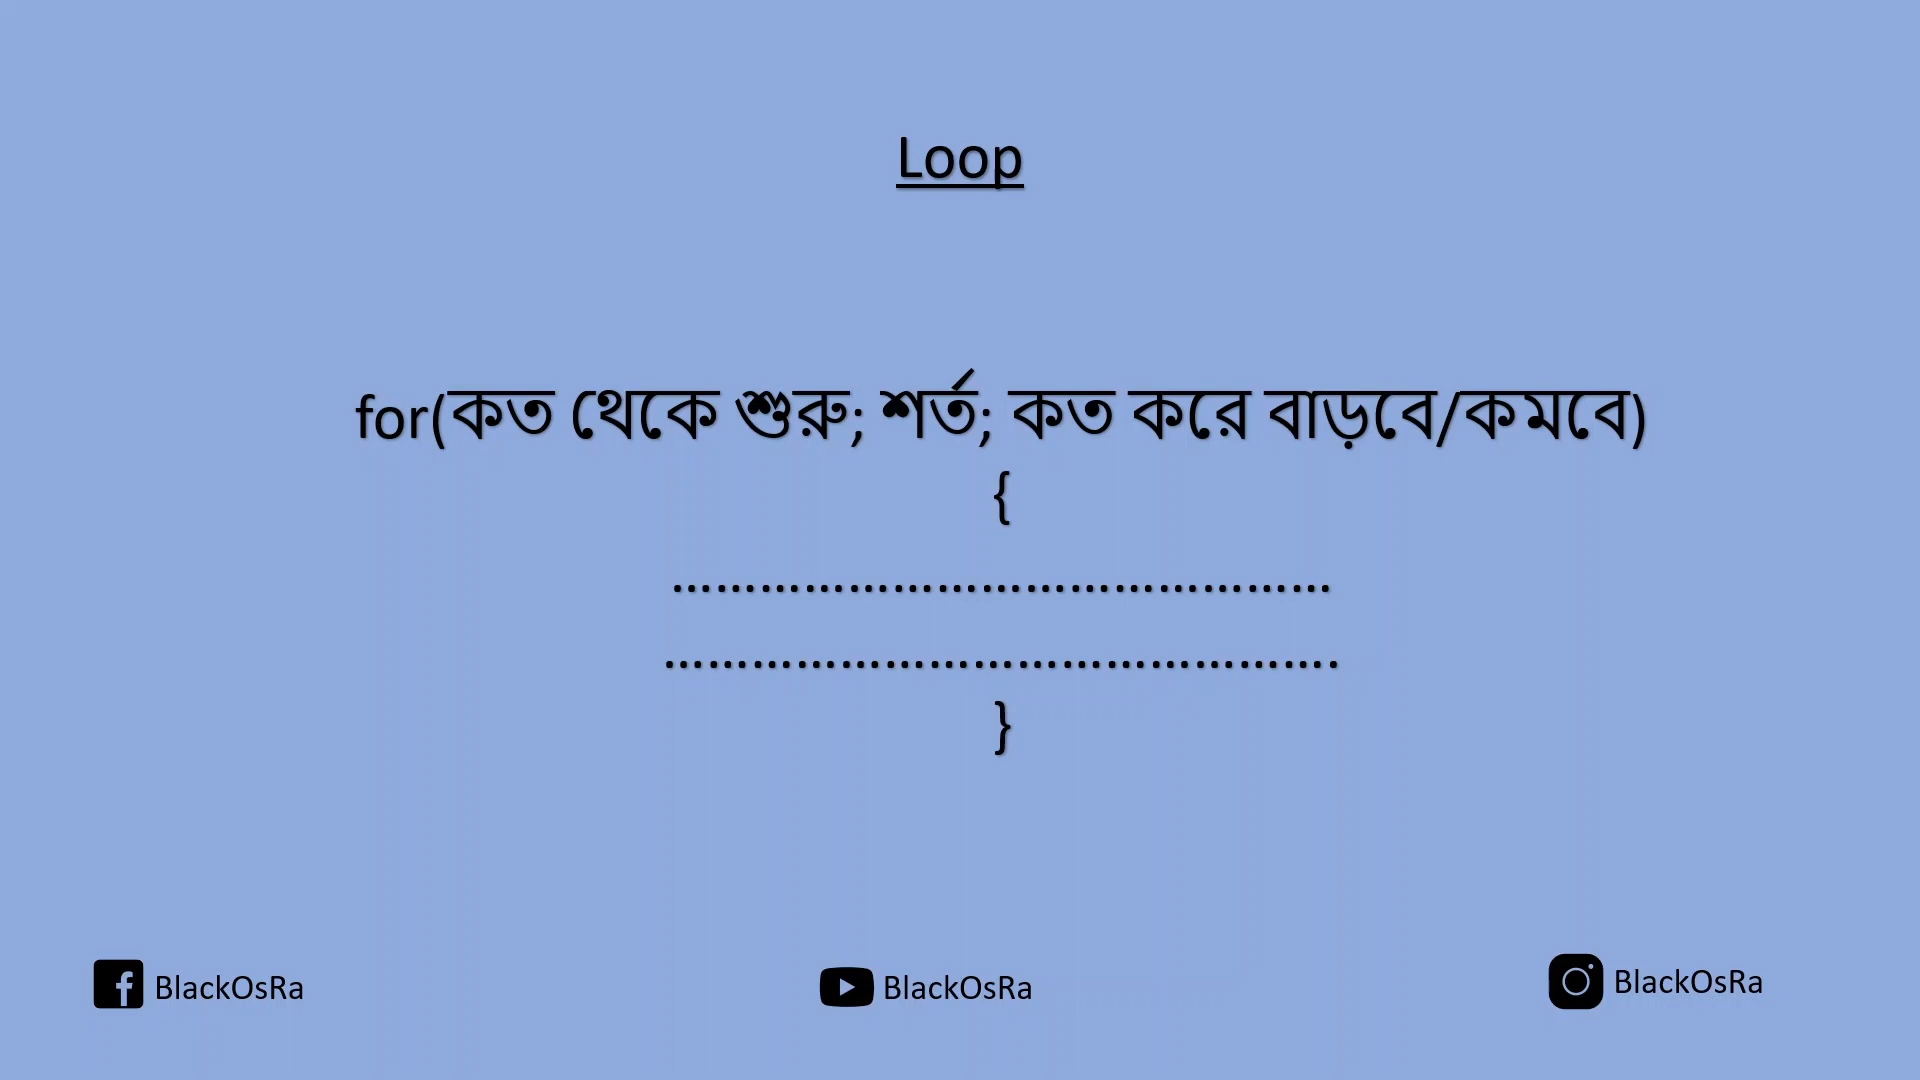 Loop
for(কত থেকে শুরু; শর্ত; কত করে বাড়বে/কমবে)
{
..............................................
...............................................
}
BlackOsRa
BlackOsRa
BlackOsRa